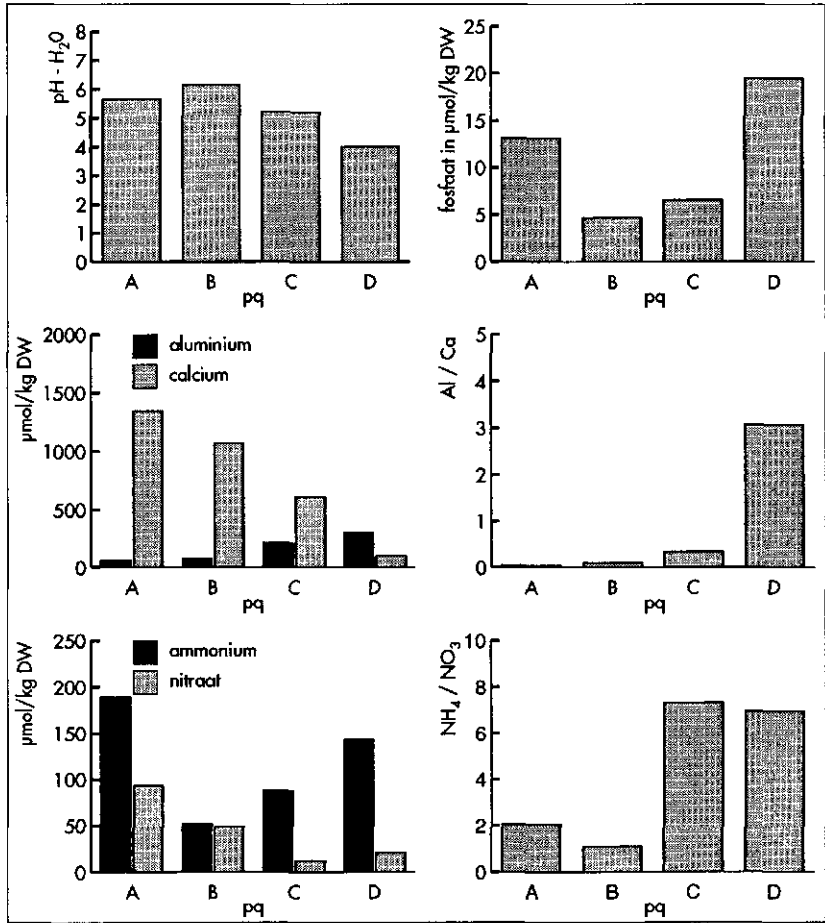 pH - H₂O
8
7
6
5
4
3
2
1
0
A B C D
pq
fosfaat in µmol/kg DW
25
20
15
10
5
0
A B C D
pq
µmol/kg DW
2000
1500
1000
500
0
aluminium
calcium
A B C D
pq
Al / Ca
5
4
3
2
1
0
A B C D
pq
µmol/kg DW
250
200
150
100
50
0
ammonium
nitraat
A B C D
pq
NH₄ / NO₃
10
8
6
4
2
0
A B C D
pq